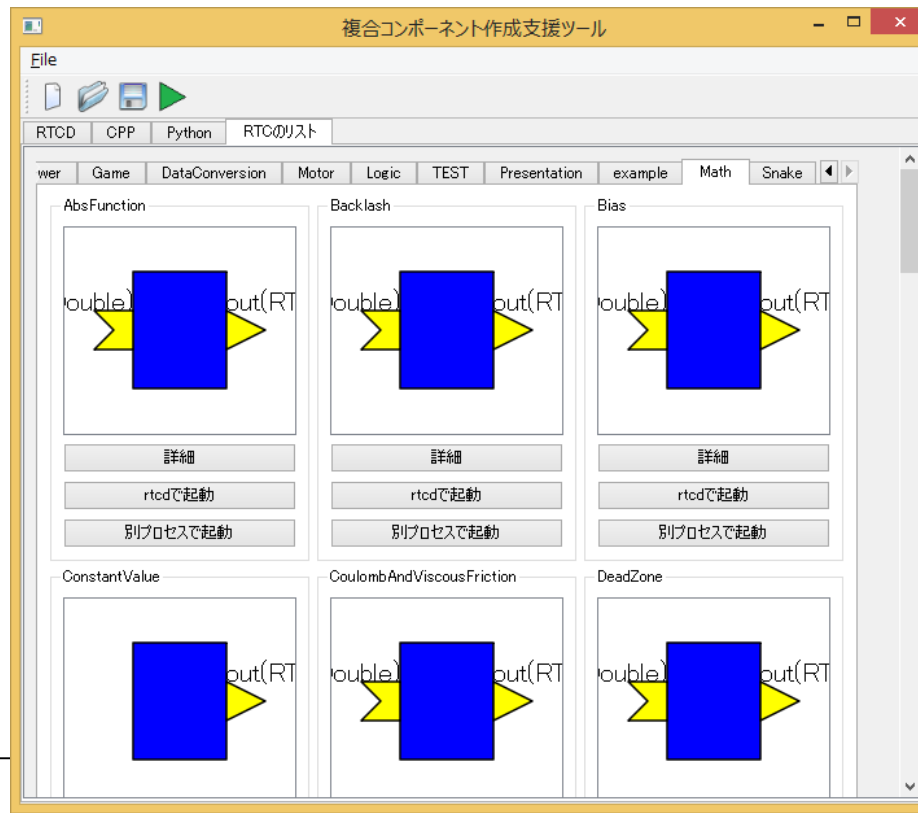 複合コンポーネント作成支援ツール
File
RTCD CPP Python RTCのリスト
wer Game DataConversion Motor Logic TEST Presentation example Math Snake
AbsFunction Backlash Bias
ouble) out(RT ouble) out(RT ouble) out(RT
詳細 詳細 詳細
rtcdで起動 rtcdで起動 rtcdで起動
別プロセスで起動 別プロセスで起動 別プロセスで起動
ConstantValue CoulombAndViscousFriction DeadZone
out(RT ouble) out(RT ouble) out(RT